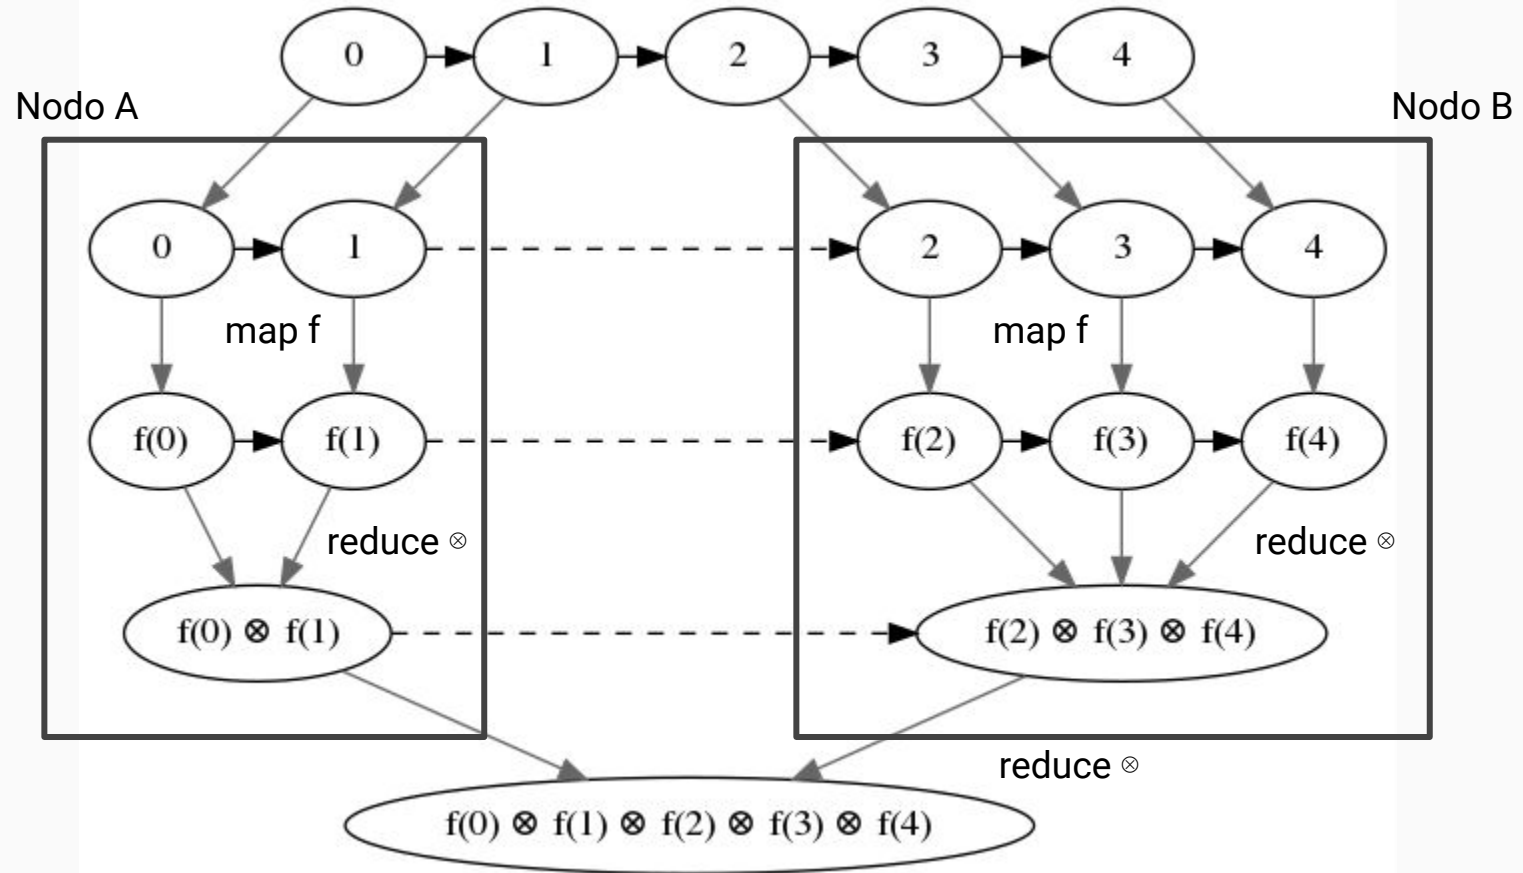 0 1 2 3 4
Nodo A Nodo B
0 1 2 3 4
map f map f
f(0) f(1) f(2) f(3) f(4)
reduce ⊗ reduce ⊗
f(0) ⊗ f(1) f(2) ⊗ f(3) ⊗ f(4)
reduce ⊗
f(0) ⊗ f(1) ⊗ f(2) ⊗ f(3) ⊗ f(4)